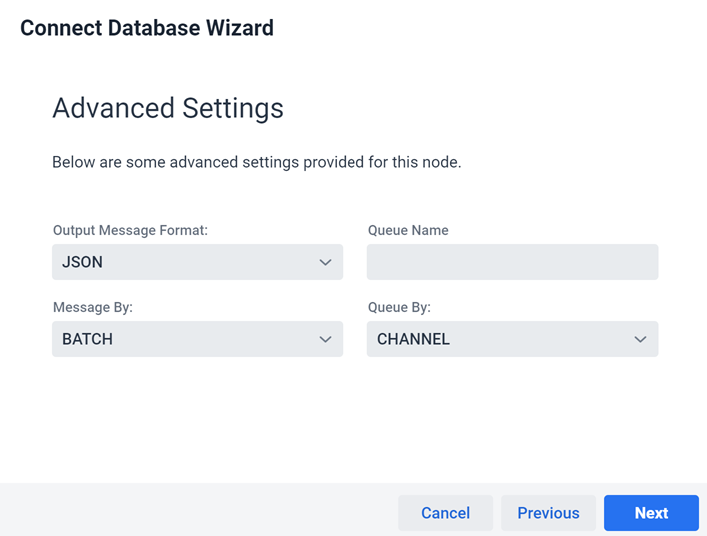 Connect Database Wizard
Advanced Settings
Below are some advanced settings provided for this node.
Output Message Format:
Queue Name
JSON
Message By:
Queue By:
BATCH
CHANNEL
Cancel
Previous
Next